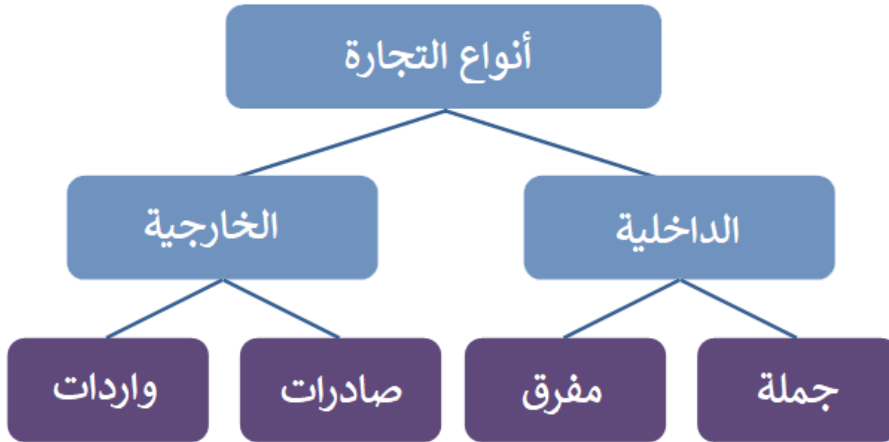 أنواع التجارة
الداخلية
الخارجية
جملة
مفرق
صادرات
واردات